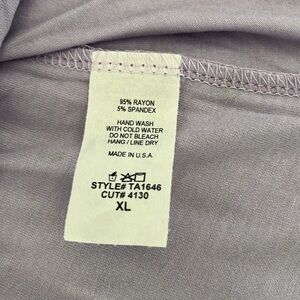 95% RAYON
5% SPANDEX
HAND WASH
WITH COLD WATER
DO NOT BLEACH
HANG / LINE DRY
MADE IN U.S.A.
STYLE# TA1646
CUT# 4130
XL